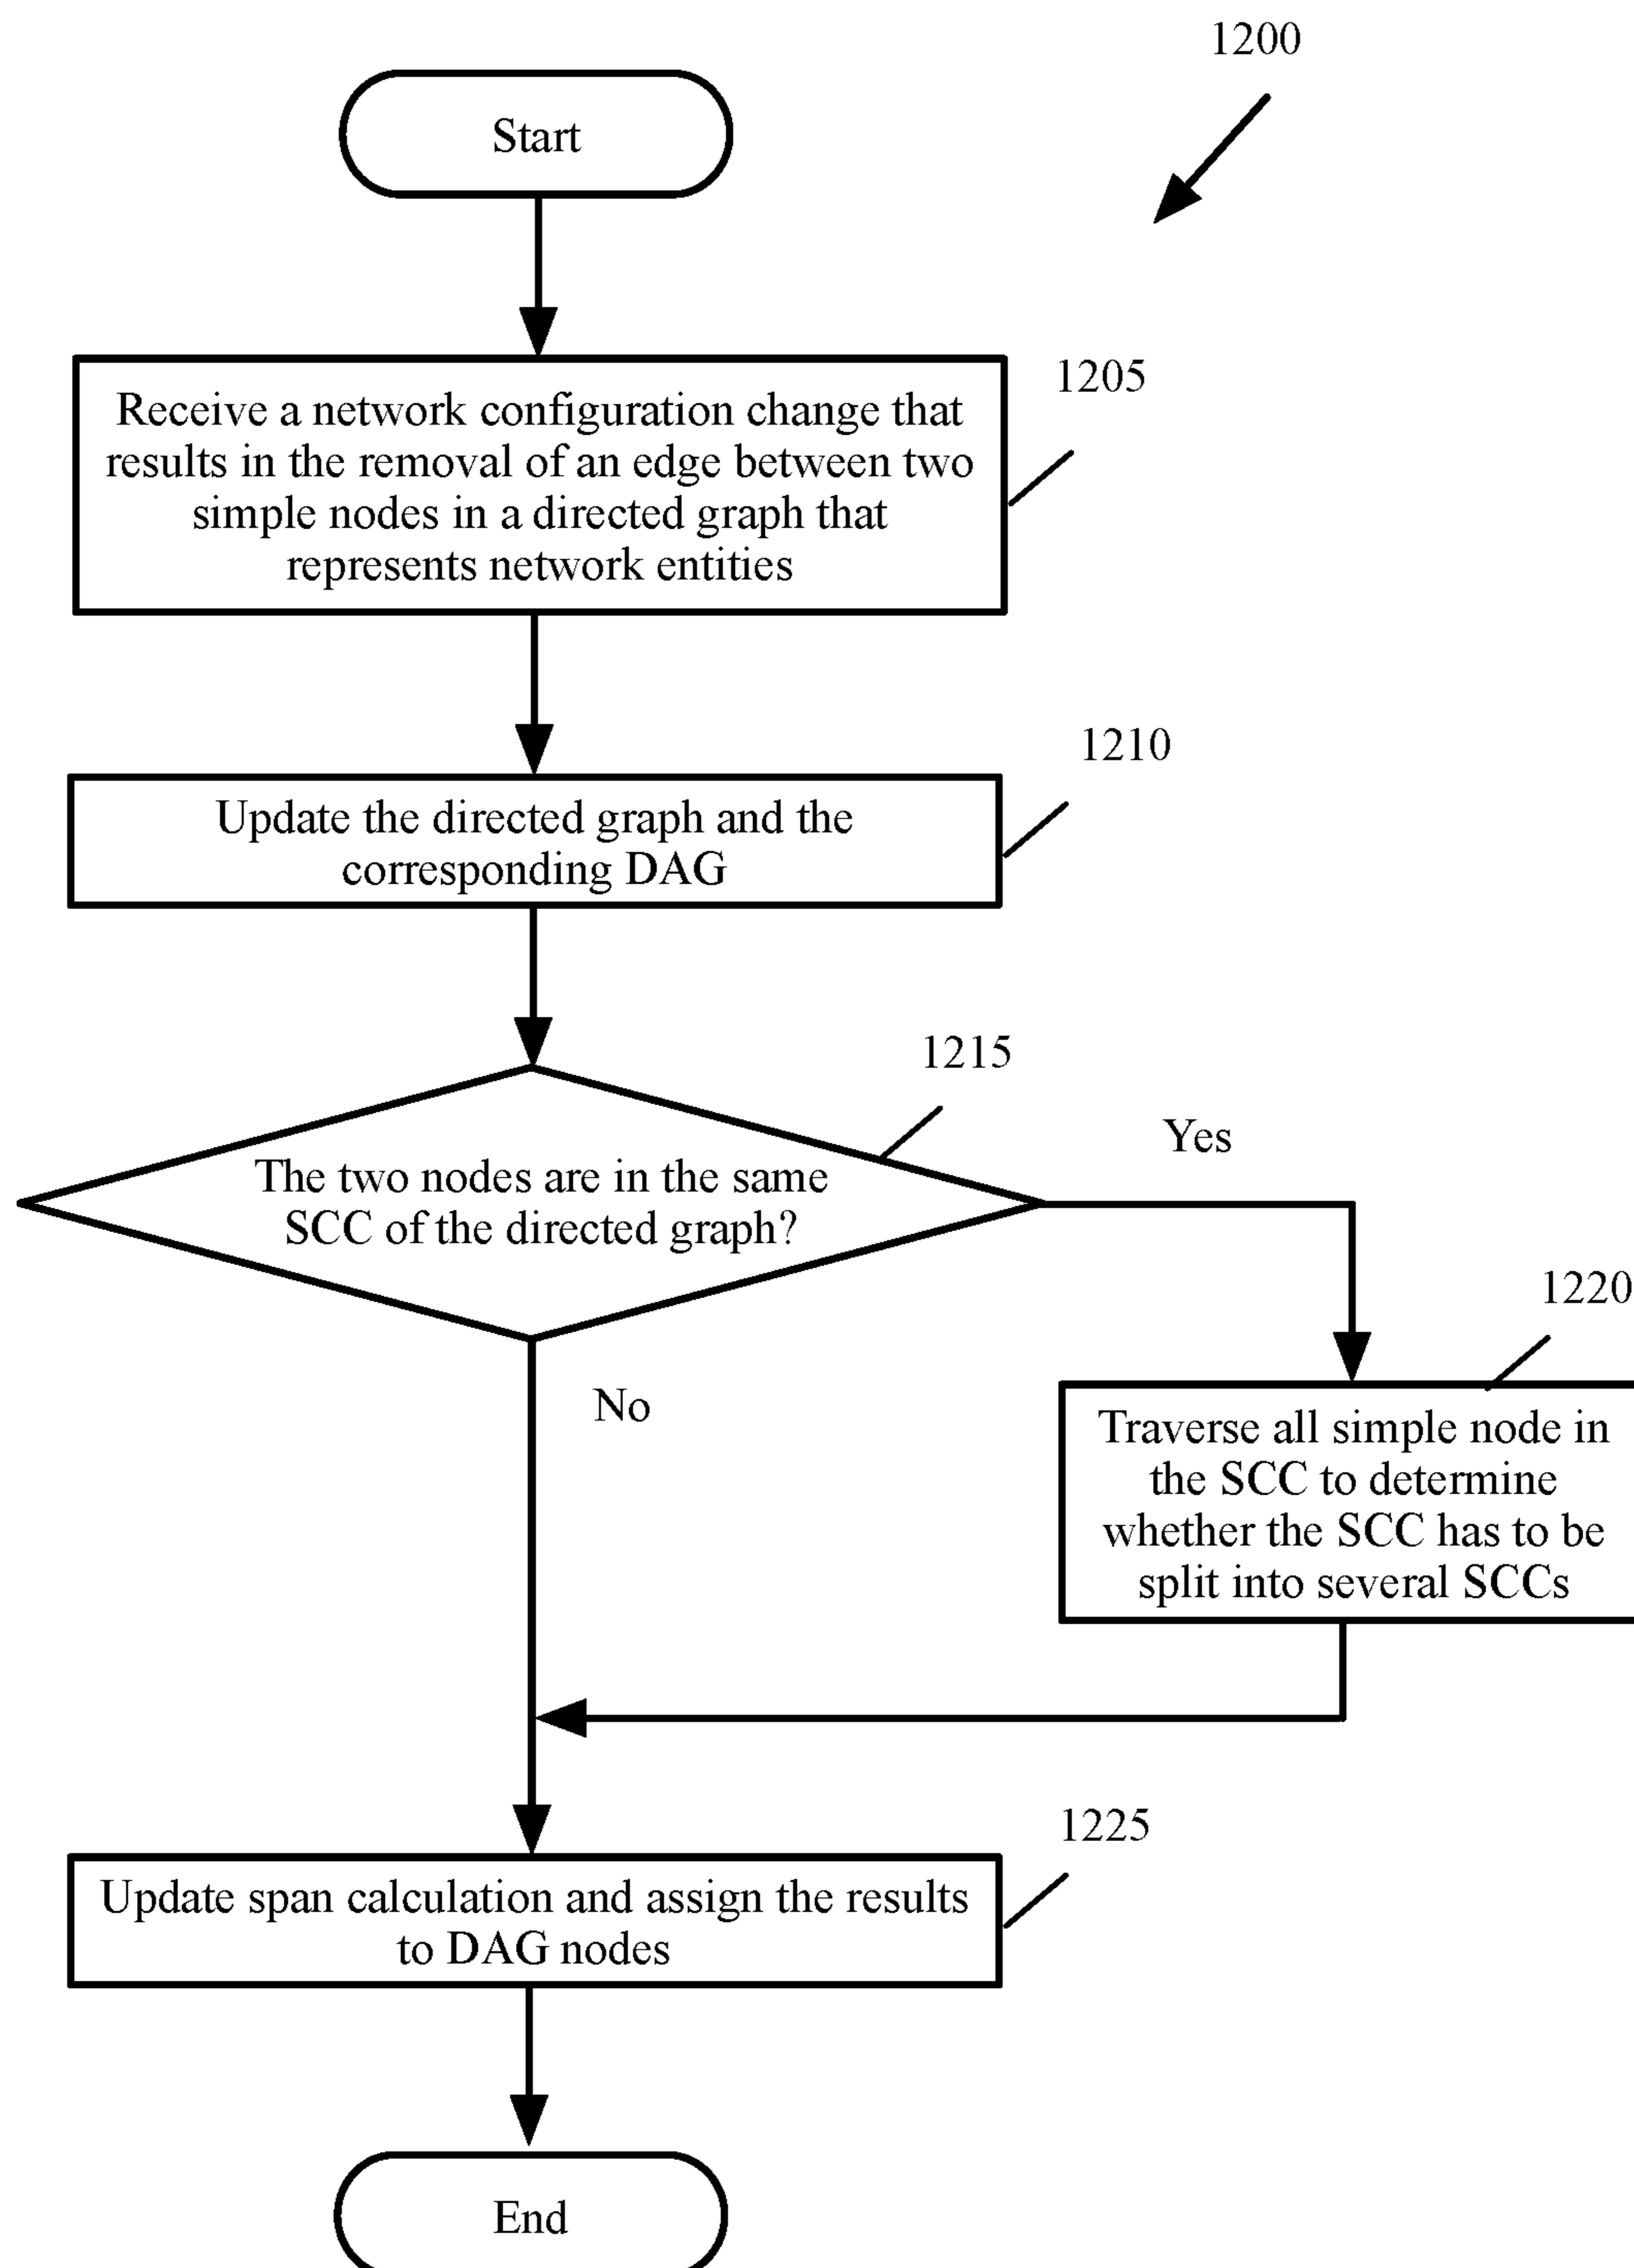 1200
Start
1205
Receive a network configuration change that
results in the removal of an edge between two
simple nodes in a directed graph that
represents network entities
1210
Update the directed graph and the
corresponding DAG
1215
Yes
The two nodes are in the same
SCC of the directed graph?
1220
No
Traverse all simple node in
the SCC to determine
whether the SCC has to be
split into several SCCs
1225
Update span calculation and assign the results
to DAG nodes
End